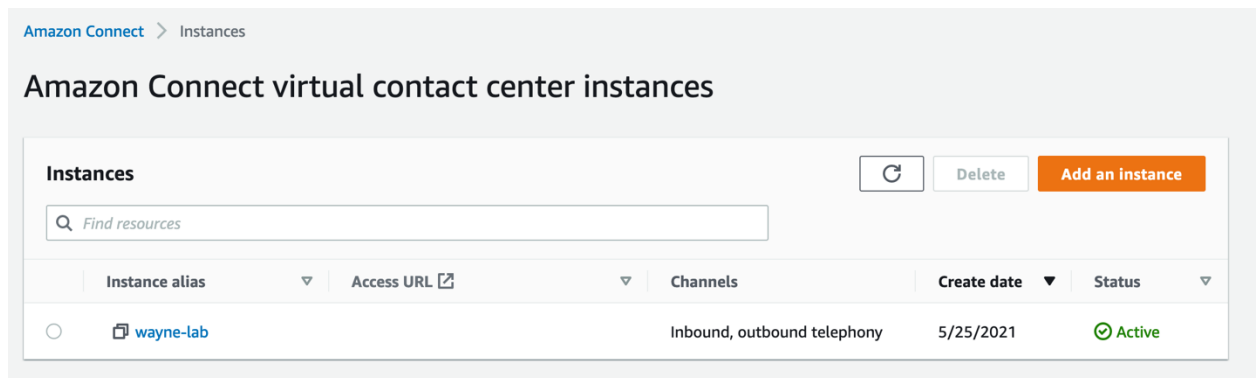 Amazon Connect > Instances
Amazon Connect virtual contact center instances
Instances Delete Add an instance
Find resources
Instance alias Access URL Channels Create date Status
wayne-lab Inbound, outbound telephony 5/25/2021 Active